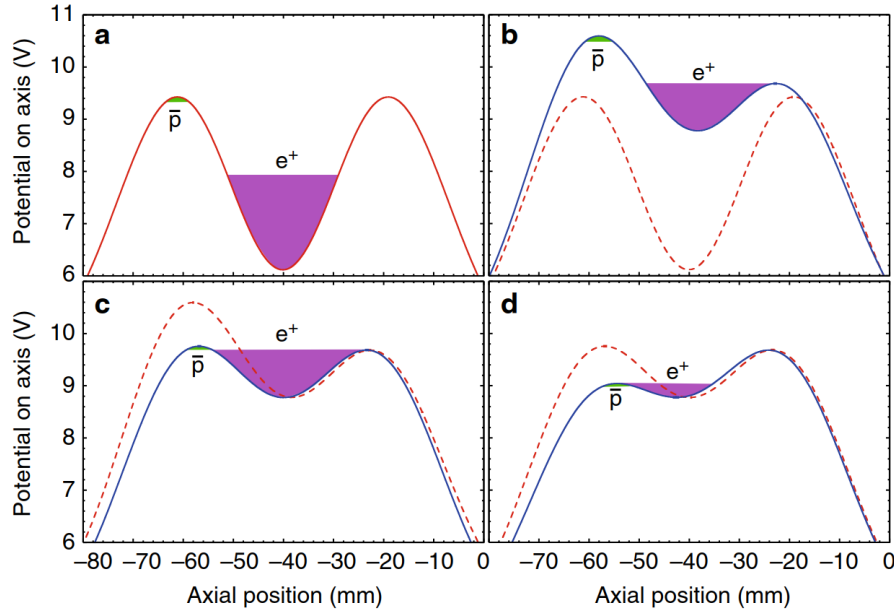 a
b
c
d
11
10
9
8
7
6
10
9
8
7
6
p̄
e⁺
p̄
e⁺
p̄
e⁺
p̄
e⁺
Potential on axis (V)
Potential on axis (V)
−80 −70 −60 −50 −40 −30 −20 −10 0
−70 −60 −50 −40 −30 −20 −10 0
Axial position (mm)
Axial position (mm)